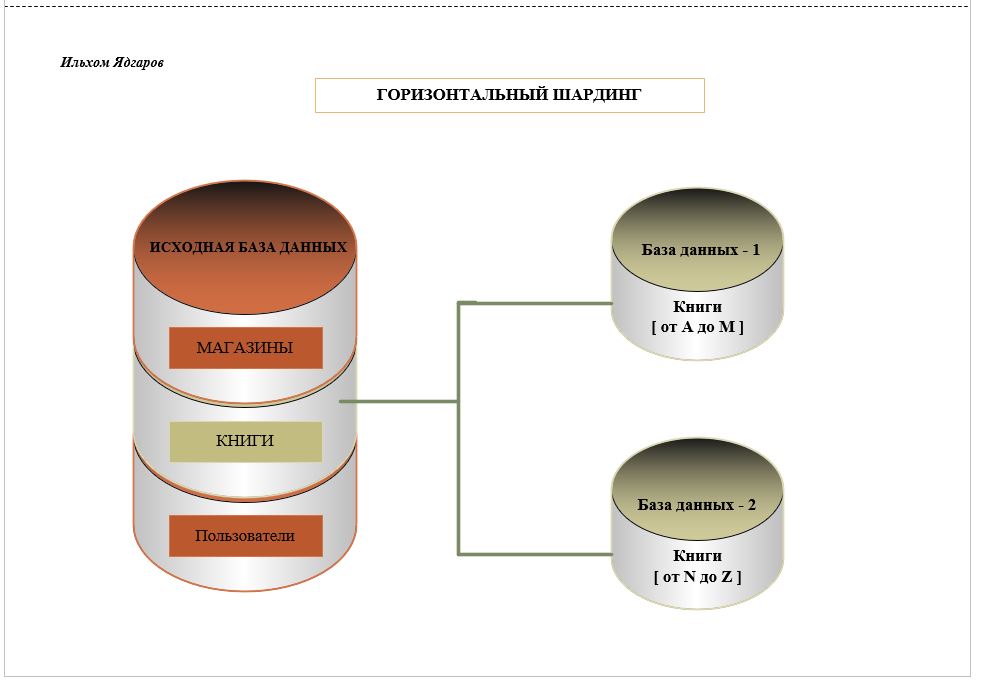 Ильхом Ядгаров
ГОРИЗОНТАЛЬНЫЙ ШАРДИНГ
ИСХОДНАЯ БАЗА ДАННЫХ
МАГАЗИНЫ
КНИГИ
Пользователи
База данных - 1
Книги
[ от A до M ]
База данных - 2
Книги
[ от N до Z ]